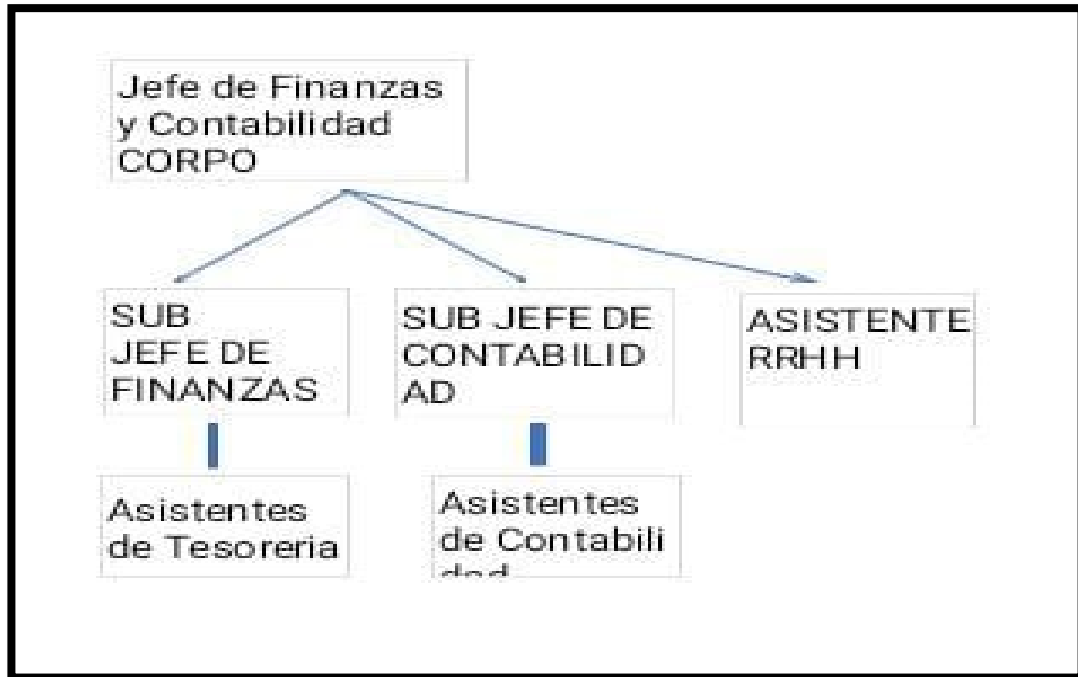 Jefe de Finanzas
y Contabilidad
CORPO
SUB
JEFE DE
FINANZAS
SUB JEFE DE
CONTABILID
AD
ASISTENTE
RRHH
Asistentes
de Tesoreria
Asistentes
de Contabili
dad